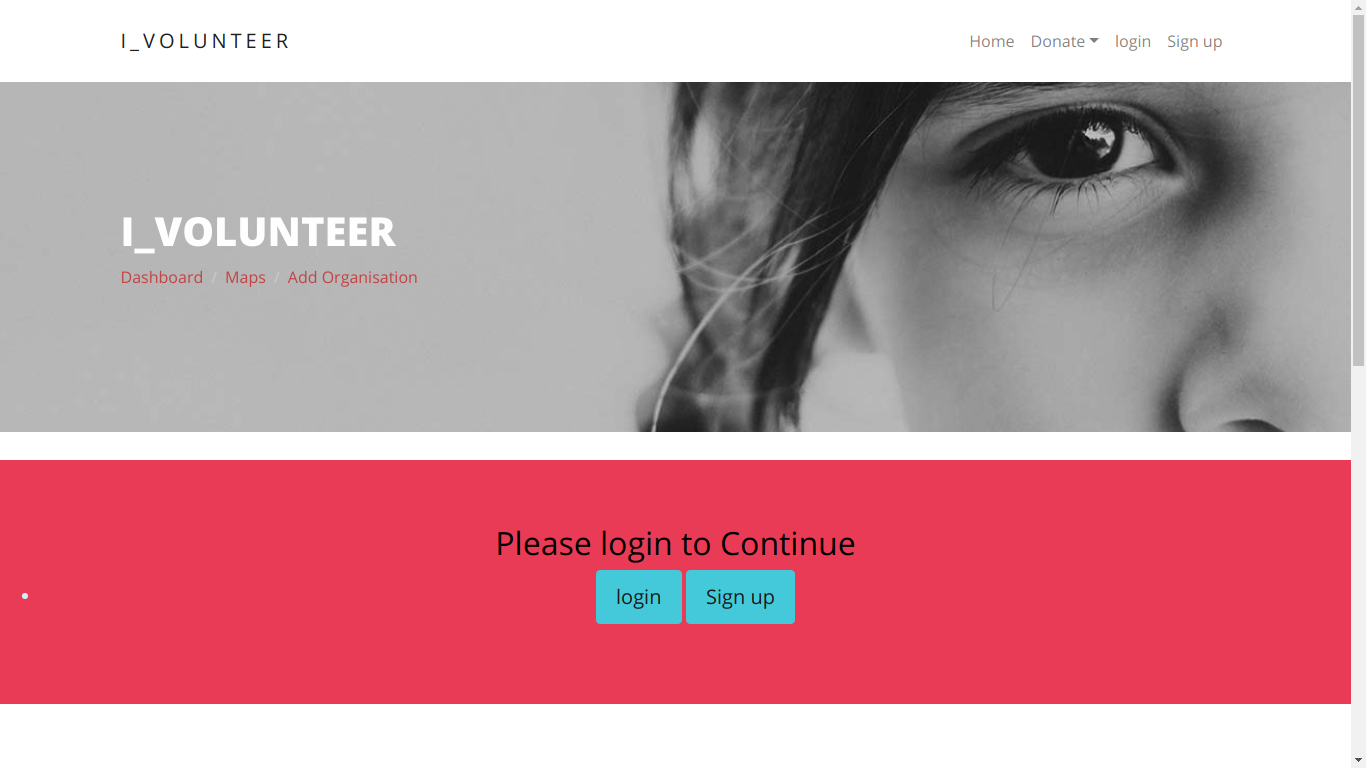 I_VOLUNTEER
Home Donate login Sign up
I_VOLUNTEER
Dashboard / Maps / Add Organisation
Please login to Continue
login Sign up